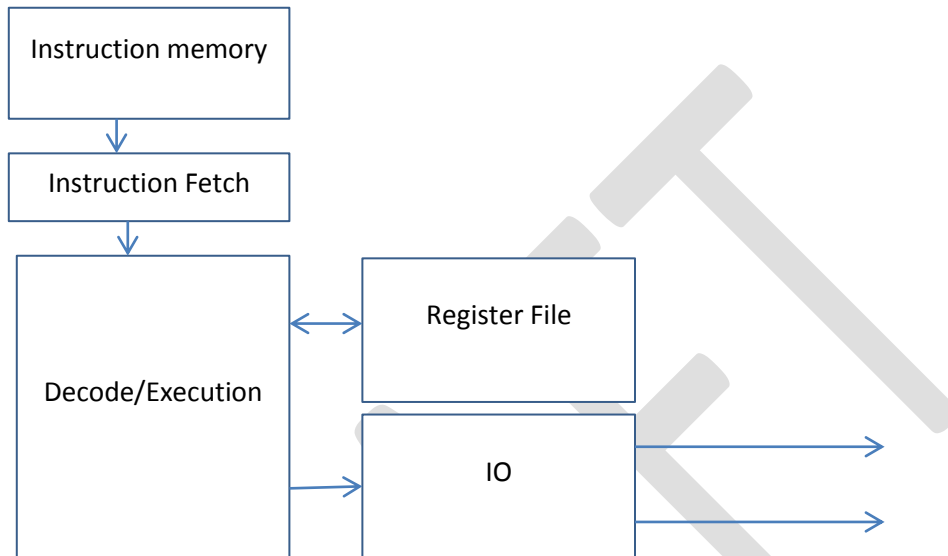 Instruction memory
Instruction Fetch
Register File
Decode/Execution
IO